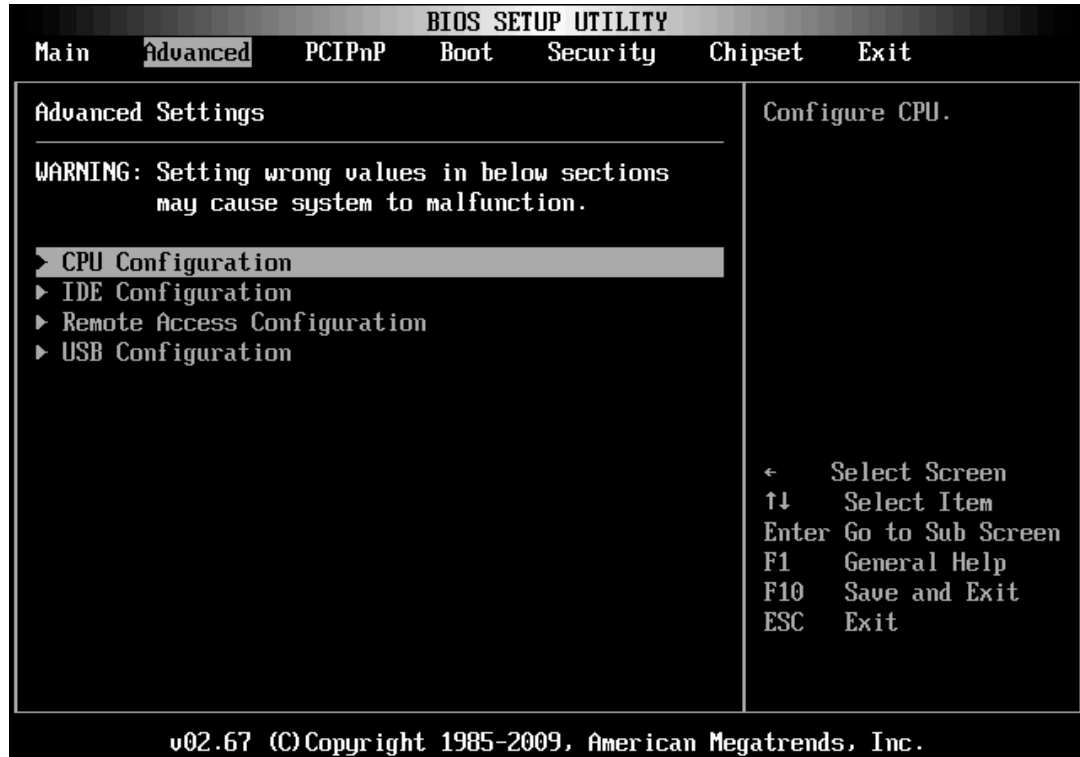 BIOS SETUP UTILITY
Main Advanced PCIPnP Boot Security Chipset Exit
Advanced Settings
WARNING: Setting wrong values in below sections
may cause system to malfunction.
▶ CPU Configuration
▶ IDE Configuration
▶ Remote Access Configuration
▶ USB Configuration
Configure CPU.
← Select Screen
↑↓ Select Item
Enter Go to Sub Screen
F1 General Help
F10 Save and Exit
ESC Exit
v02.67 (C)Copyright 1985-2009, American Megatrends, Inc.